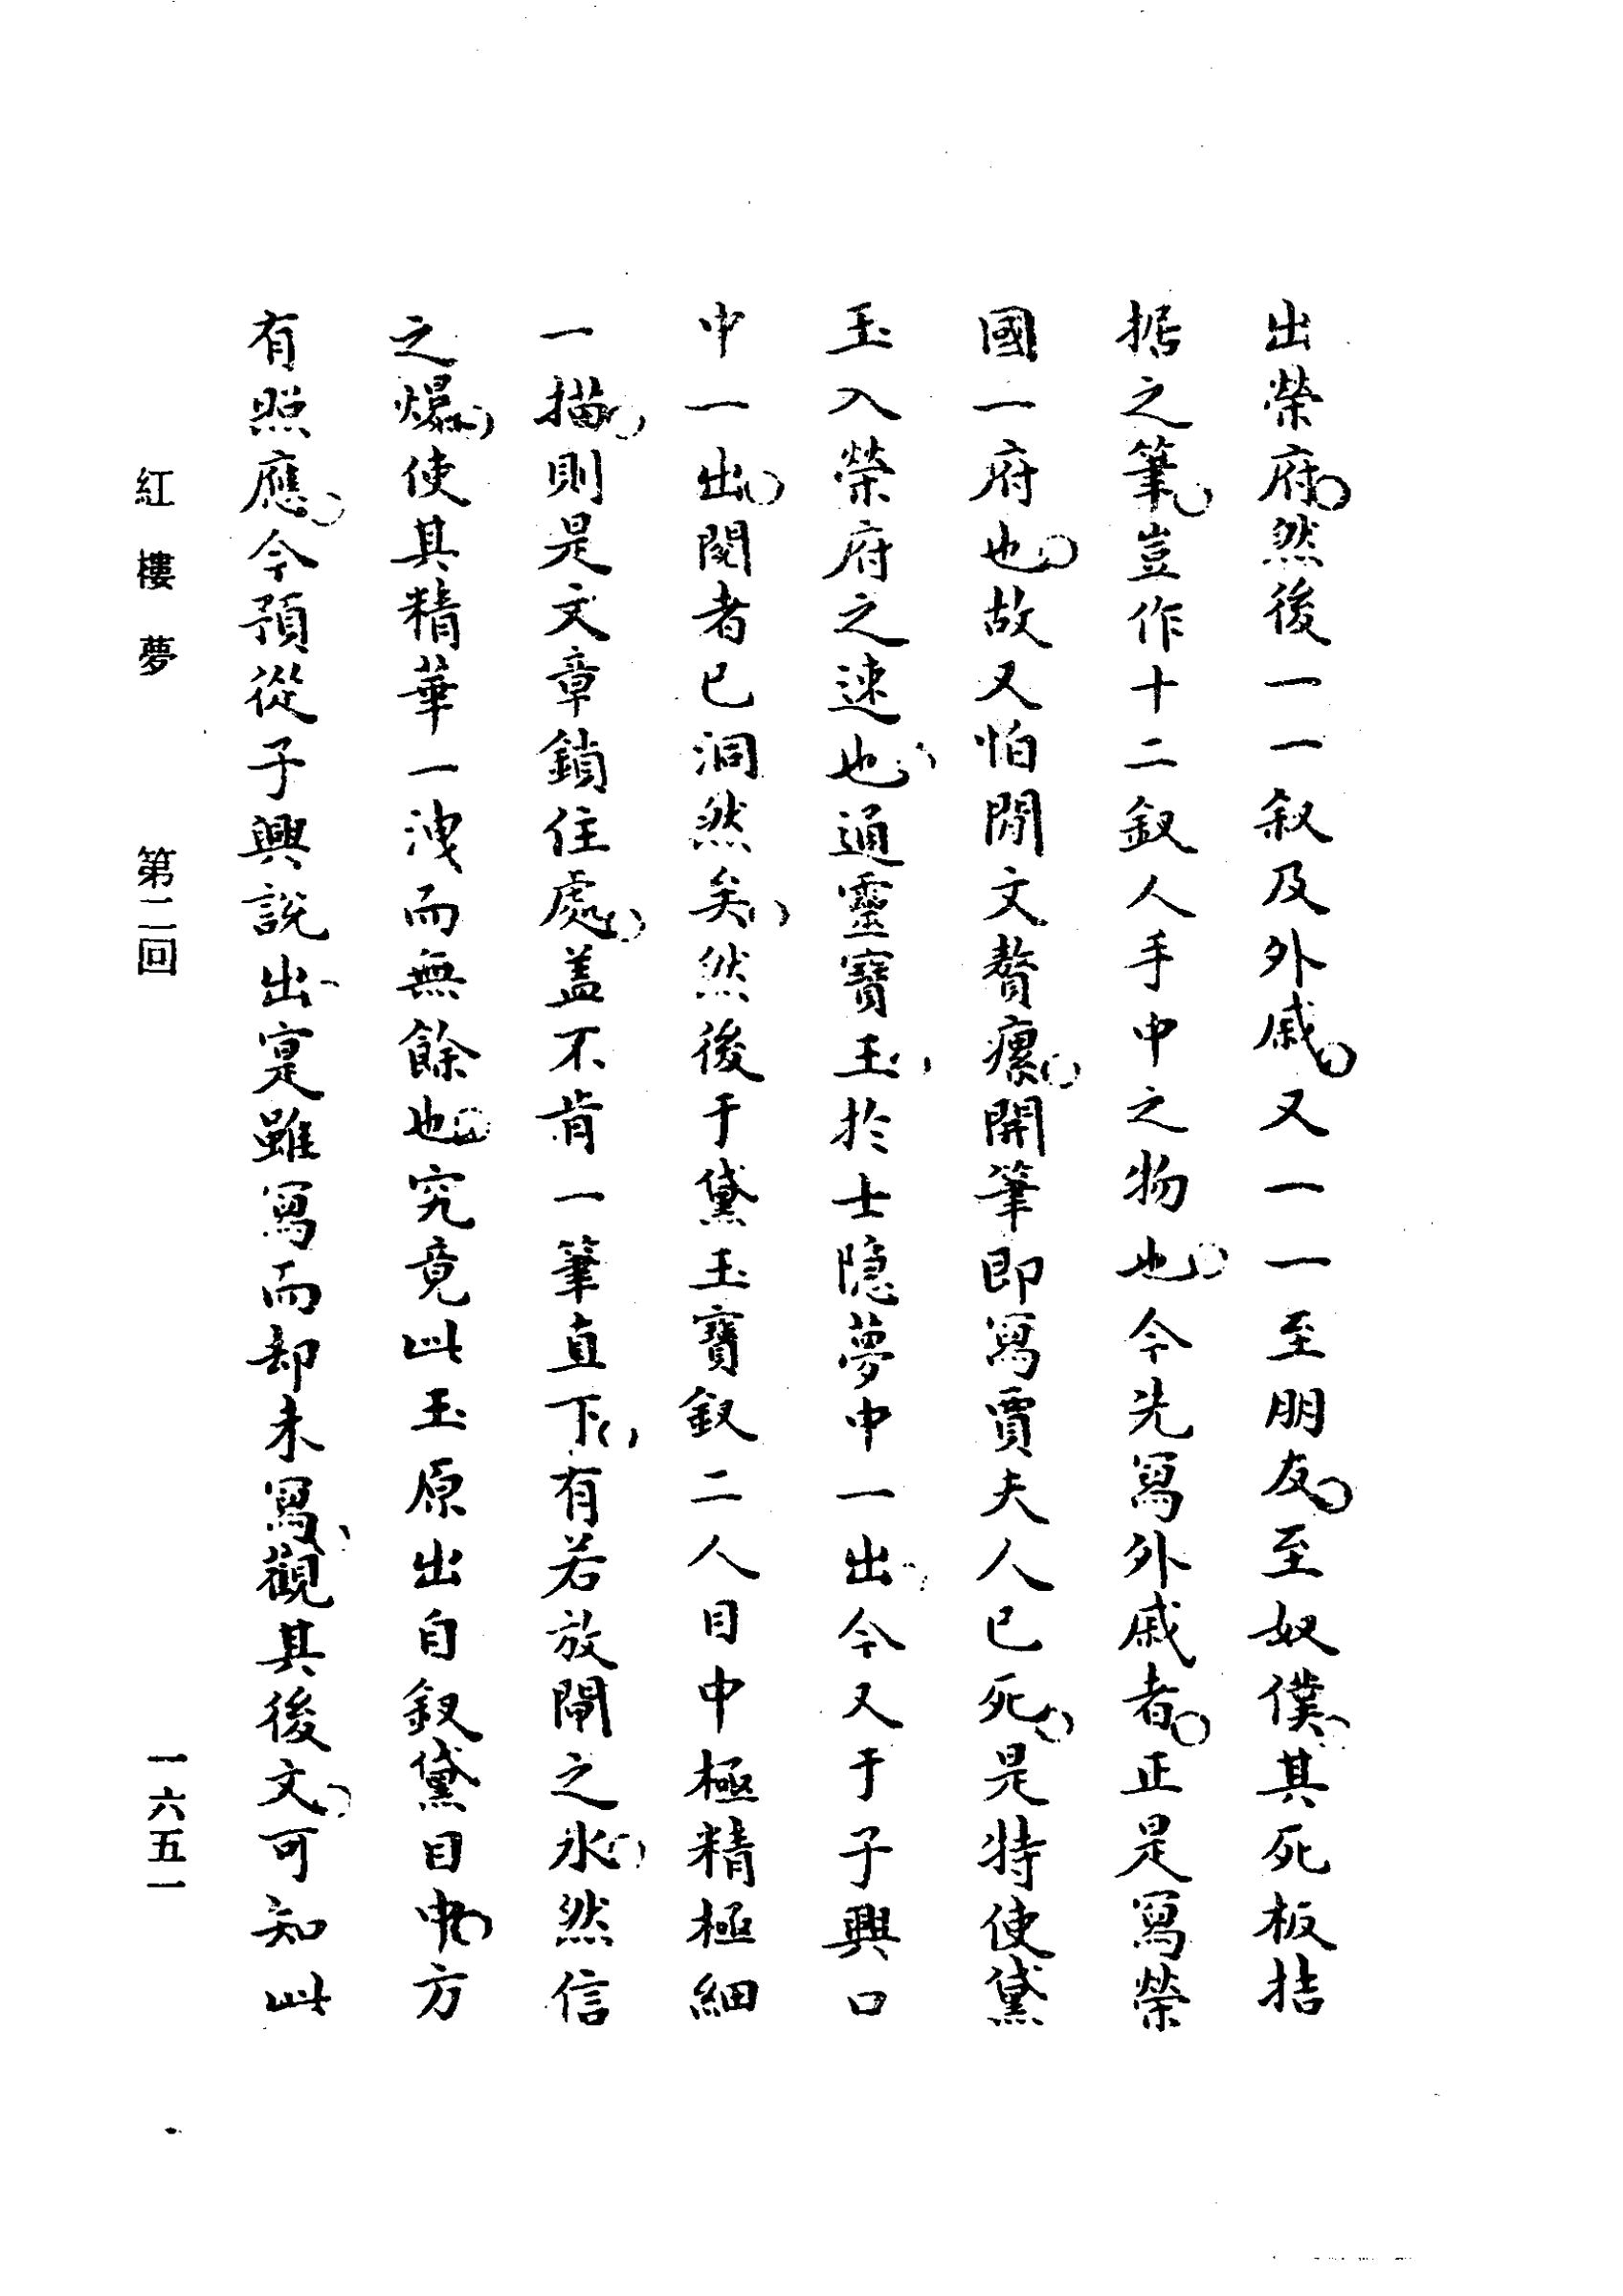 出榮府然後一一叙及外戚又一一至朋友至奴僕其死板拮
据之筆豈作十二釵人手中之物也今先寫外戚者正是寫榮
國一府也故又怕閒文贅瘰開筆即寫賈夫人已死是特使黛
玉入榮府之速也通靈寶玉於士隐夢中一出今又于子興口
中一出閱者已洞然矣然後于黛玉寶釵二人目中極精極細
一描則是文章鎖住處盖不肯一筆直下有若放閘之水然信
之爆使其精華一洩而無餘也究竟此玉原出自釵黛目中方
有照應今預從子興説出寔雖寫而却未寫觀其後文可知此
紅樓夢 第二回 一六五一